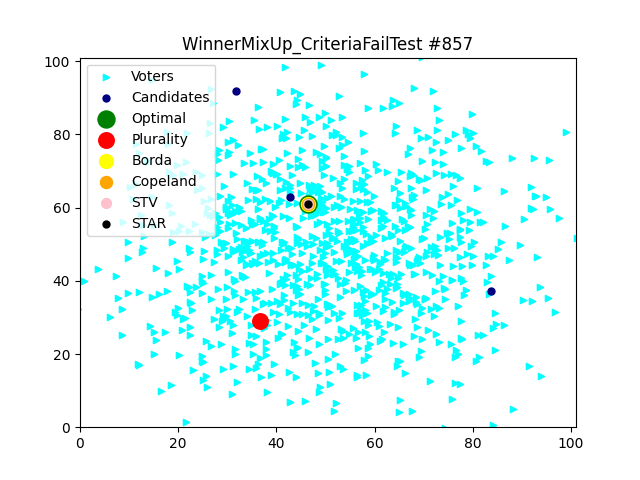 WinnerMixUp_CriteriaFailTest #857
100
80
60
40
20
0
Voters
Candidates
Optimal
Plurality
Borda
Copeland
STV
STAR
0 20 40 60 80 100